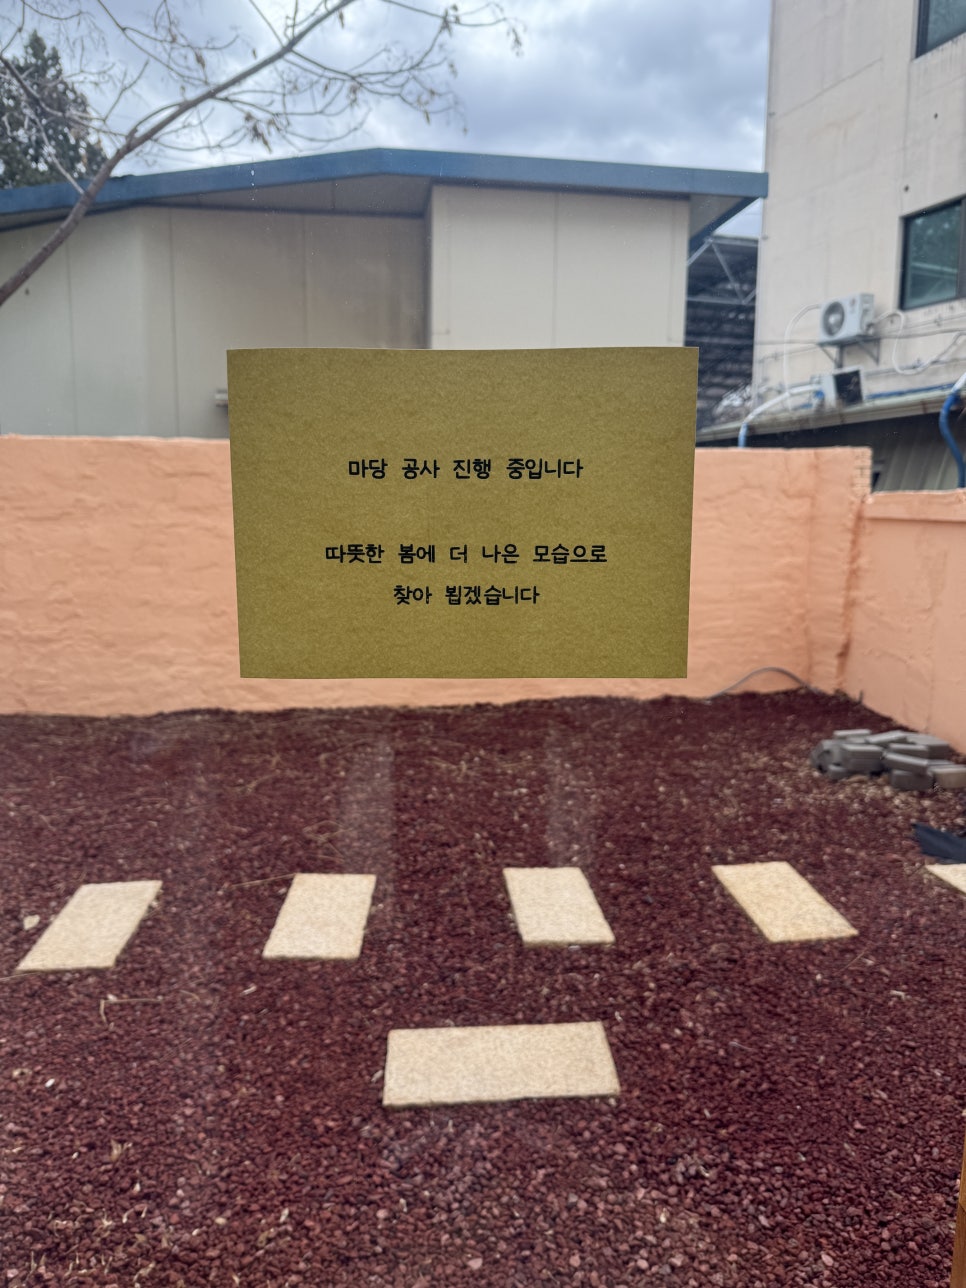 마당 공사 진행 중입니다
따뜻한 봄에 더 나은 모습으로
찾아 뵙겠습니다